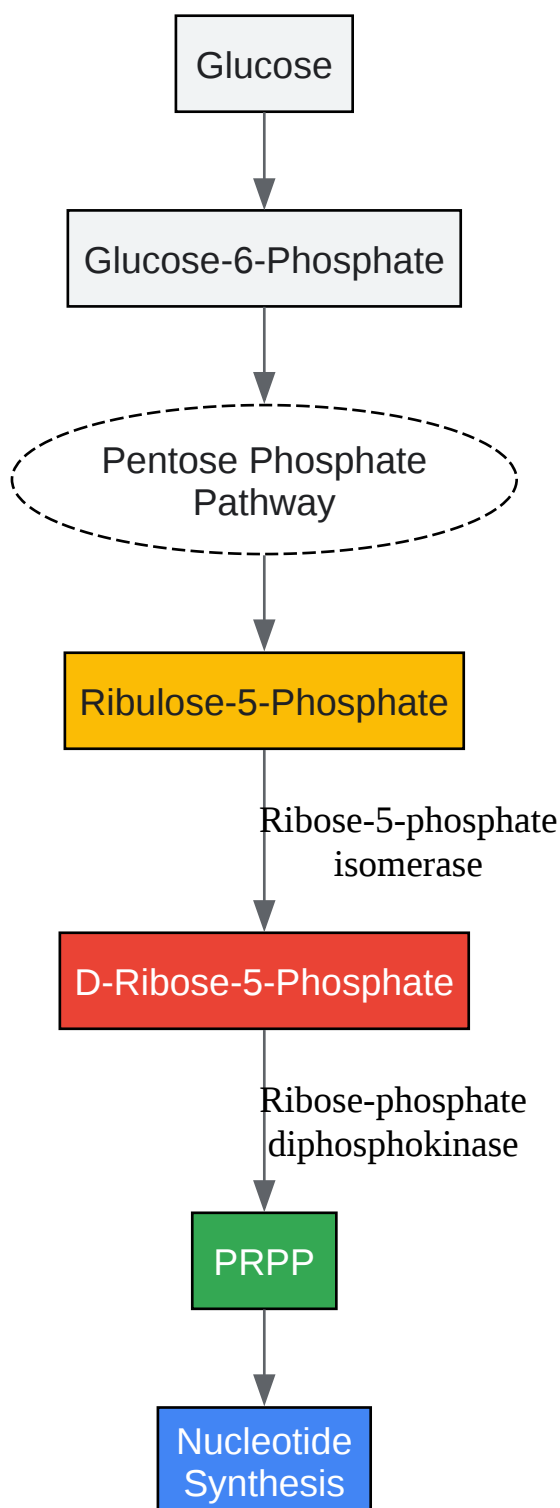 Glucose
Glucose-6-Phosphate
Pentose Phosphate
Pathway
Ribulose-5-Phosphate
Ribose-5-phosphate
isomerase
D-Ribose-5-Phosphate
Ribose-phosphate
diphosphokinase
PRPP
Nucleotide
Synthesis